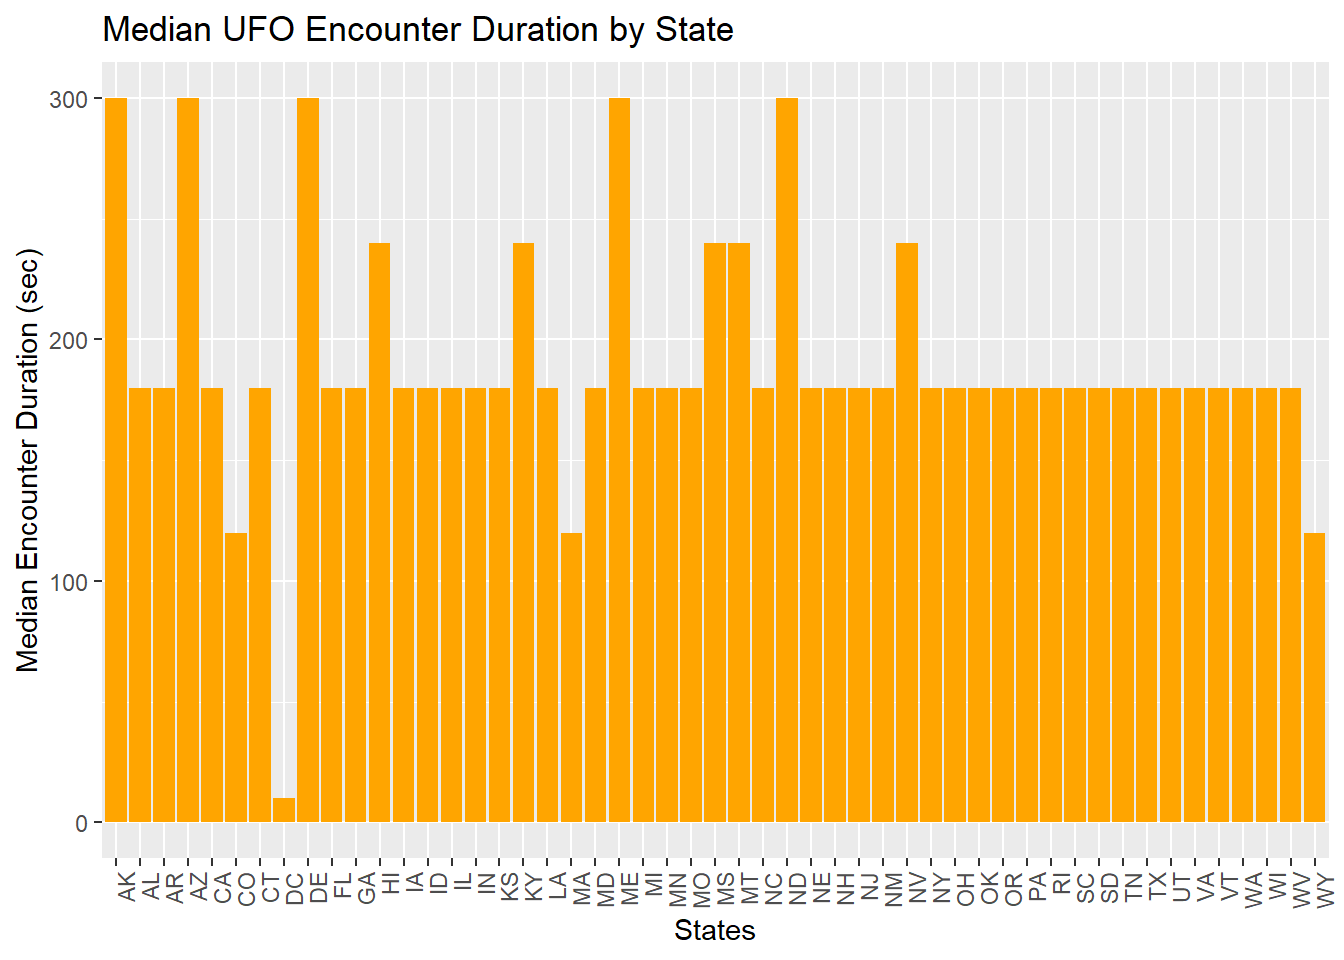 Median UFO Encounter Duration by State
Median Encounter Duration (sec)
300
200
100
0
AK AL AR AZ CA CO CT DC DE FL GA HI IA ID IL IN KS KY LA MA MD ME MI MN MO MS MT NC ND NE NH NJ NM NV NY OH OK OR PA RI SC SD TN TX UT VA VT WA WI WV WY
States